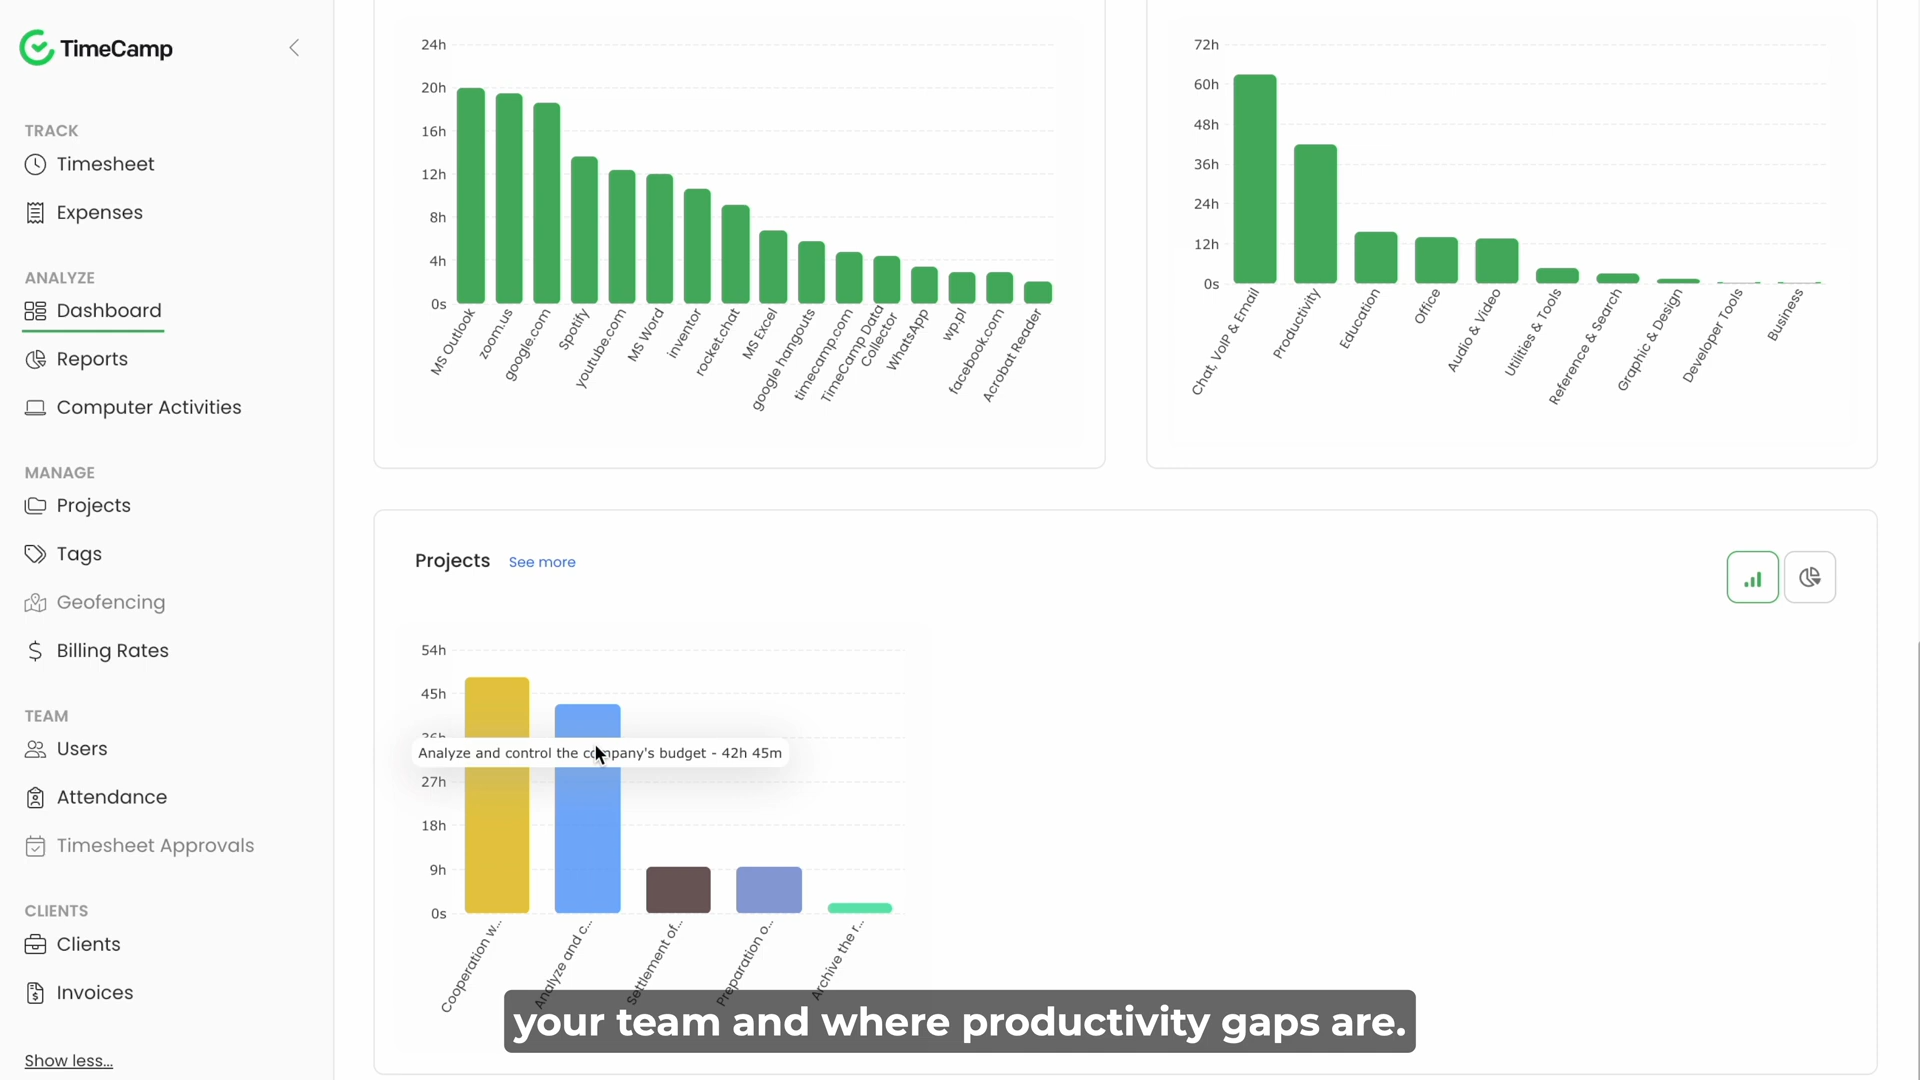 TimeCamp
TRACK
Timesheet
Expenses
ANALYZE
Dashboard
Reports
Computer Activities
MANAGE
Projects
Tags
Geofencing
Billing Rates
TEAM
Users
Attendance
Timesheet Approvals
CLIENTS
Clients
Invoices
Show less...
24h
20h
16h
12h
8h
4h
0s
MS Outlook
zoom.us
google.com
Spotify
youtube.com
MS Word
inventor
rocket.chat
MS Excel
google hangouts
timecamp.com
TimeCamp Data
Collector
WhatsApp
wp.pl
facebook.com
Acrobat Reader
72h
60h
48h
36h
24h
12h
0s
Chat, VoIP & Email
Productivity
Education
Office
Audio & Video
Utilities & Tools
Reference & Search
Graphic & Design
Developer Tools
Business
Projects
See more
54h
45h
36h
27h
18h
9h
0s
Analyze and control the company's budget - 42h 45m
Cooperation w...
Analyze and c...
Settlement of...
Preparation o...
Archive the r...
your team and where productivity gaps are.